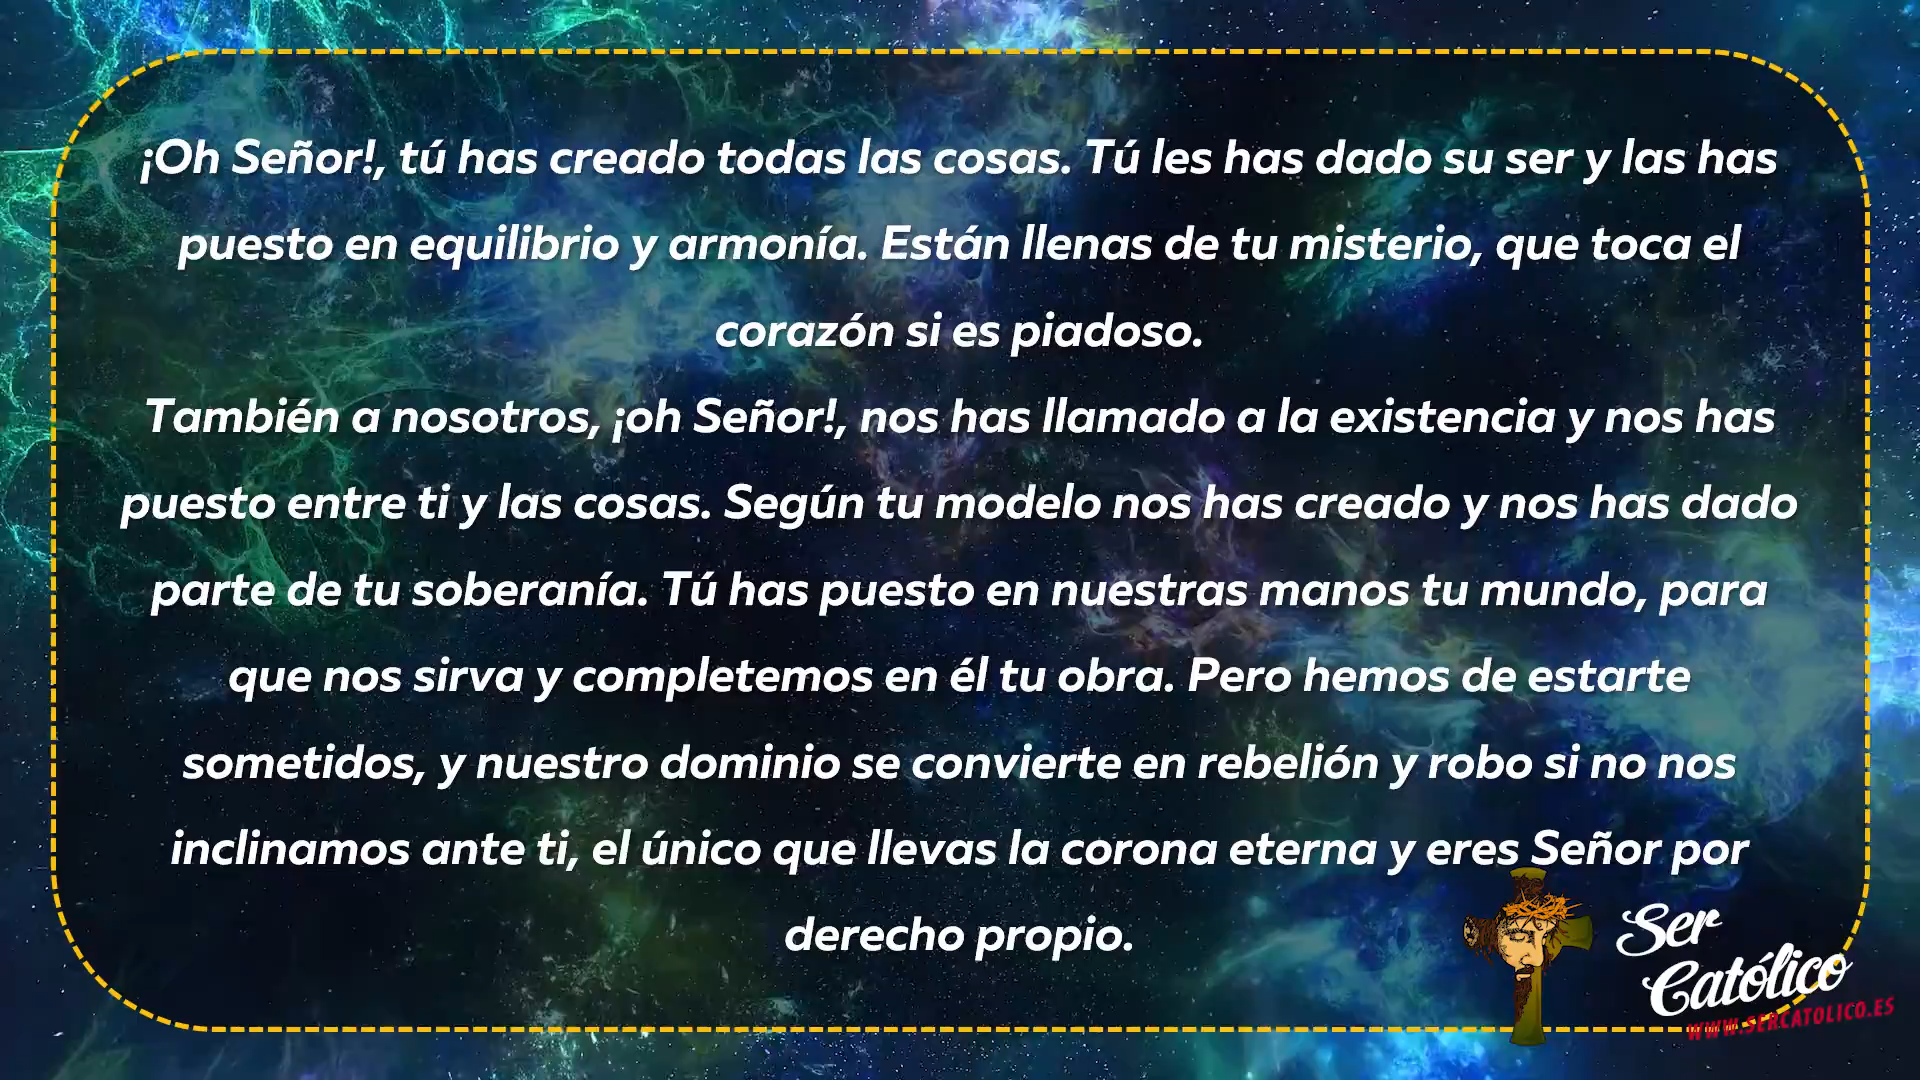 ¡Oh Señor!, tú has creado todas las cosas. Tú les has dado su ser y las has
puesto en equilibrio y armonía. Están llenas de tu misterio, que toca el
corazón si es piadoso.
También a nosotros, ¡oh Señor!, nos has llamado a la existencia y nos has
puesto entre ti y las cosas. Según tu modelo nos has creado y nos has dado
parte de tu soberanía. Tú has puesto en nuestras manos tu mundo, para
que nos sirva y completemos en él tu obra. Pero hemos de estarte
sometidos, y nuestro dominio se convierte en rebelión y robo si no nos
inclinamos ante ti, el único que llevas la corona eterna y eres Señor por
derecho propio.
Ser
Católico
WWW.SERCATOLICO.ES